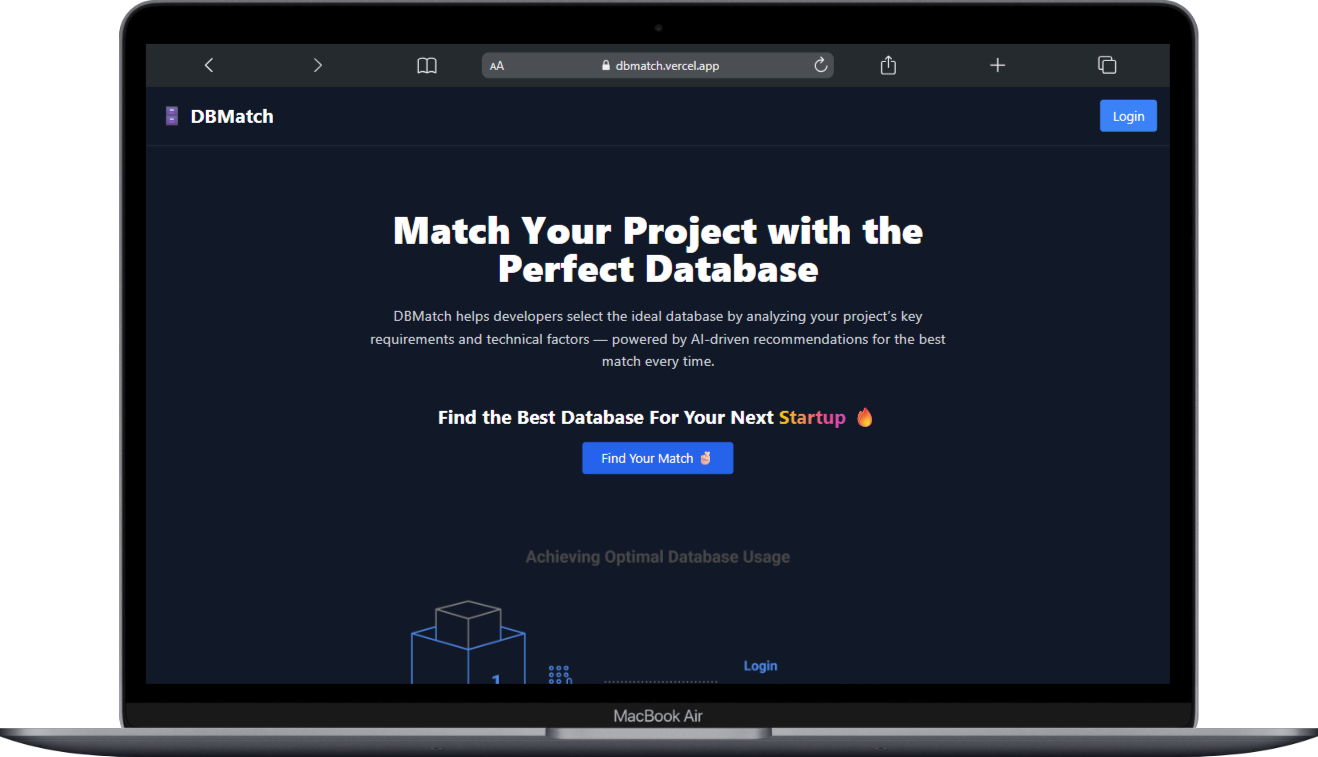 AA
dbmatch.vercel.app
DBMatch
Login
Match Your Project with the
Perfect Database
DBMatch helps developers select the ideal database by analyzing your project’s key
requirements and technical factors — powered by AI-driven recommendations for the best
match every time.
Find the Best Database For Your Next Startup 🔥
Find Your Match ✌🏻
Achieving Optimal Database Usage
1
Login
MacBook Air